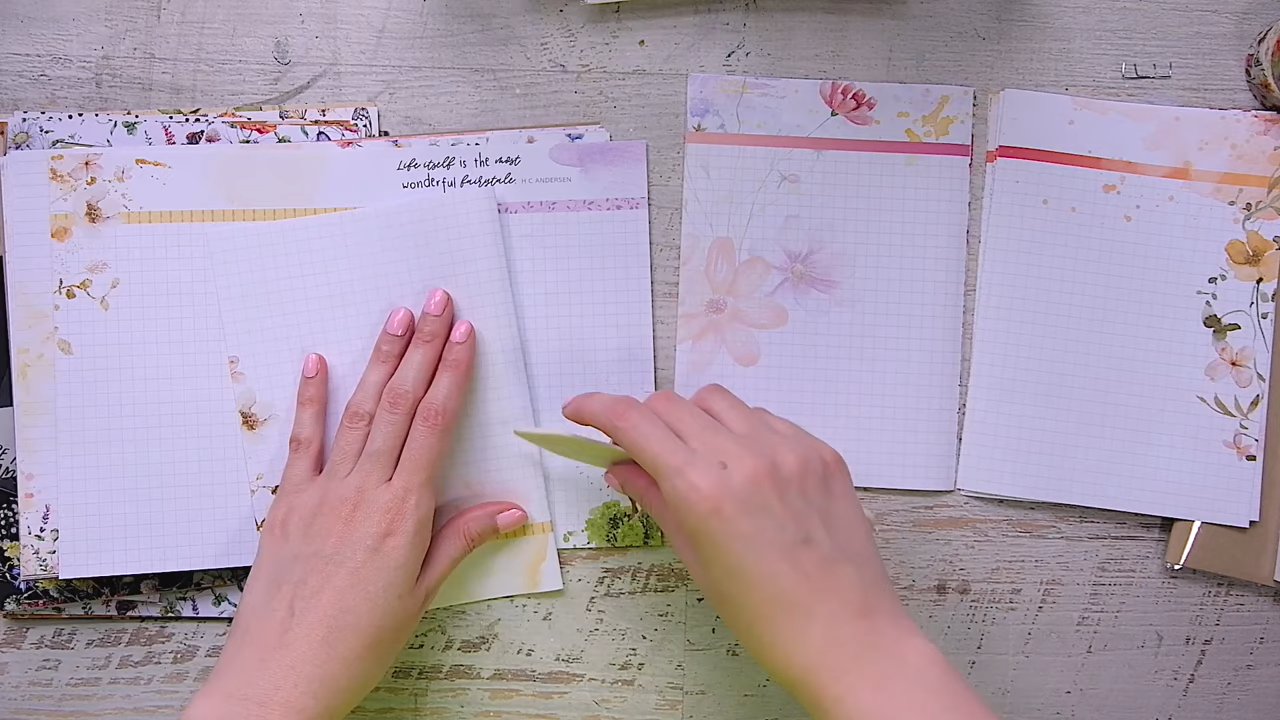 Life itself is the most
wonderful fairytale. H C ANDERSEN